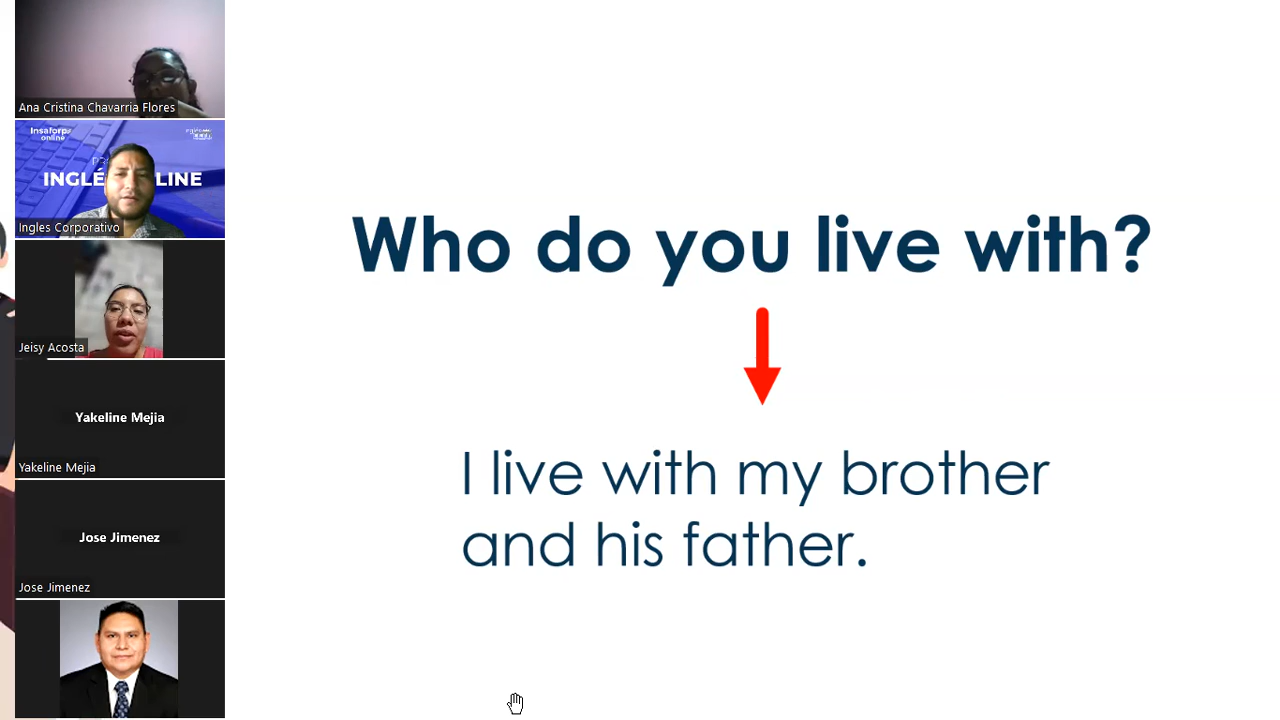 Ana Cristina Chavarria Flores
Insaforp
online
INGLÉ LINE
Ingles Corporativo
Jeisy Acosta
Yakeline Mejia
Yakeline Mejia
Jose Jimenez
Jose Jimenez
Who do you live with?
I live with my brother
and his father.